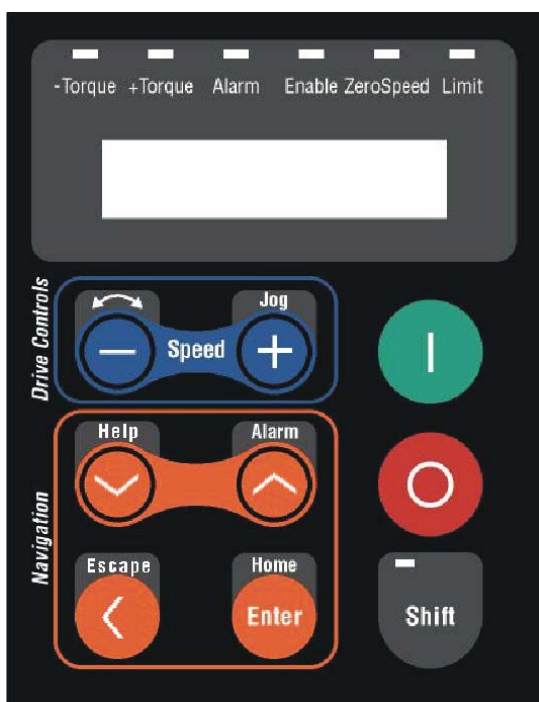 -Torque +Torque Alarm Enable ZeroSpeed Limit
Drive Controls
Jog
− Speed +
I
Navigation
Help Alarm
O
Escape Home
Enter
Shift